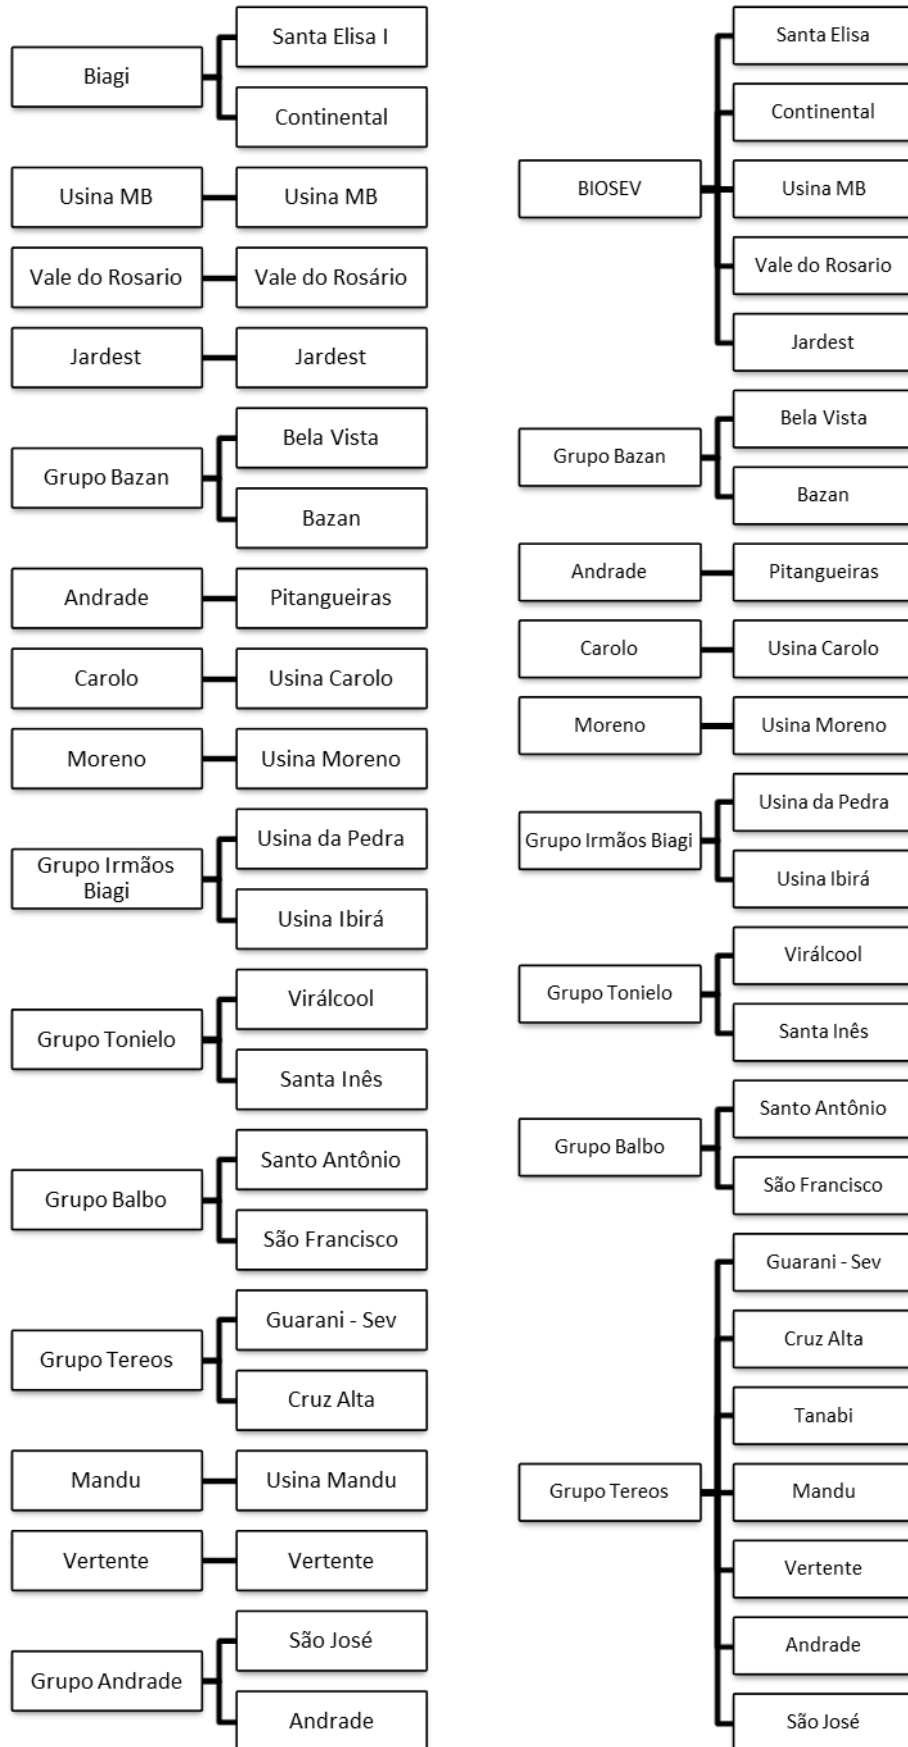 Biagi
Santa Elisa I
Continental
Usina MB
Usina MB
Vale do Rosario
Vale do Rosário
Jardest
Jardest
Grupo Bazan
Bela Vista
Bazan
Andrade
Pitangueiras
Carolo
Usina Carolo
Moreno
Usina Moreno
Grupo Irmãos
Biagi
Usina da Pedra
Usina Ibirá
Grupo Tonielo
Virálcool
Santa Inês
Grupo Balbo
Santo Antônio
São Francisco
Grupo Tereos
Guarani - Sev
Cruz Alta
Mandu
Usina Mandu
Vertente
Vertente
Grupo Andrade
São José
Andrade
BIOSEV
Santa Elisa
Continental
Usina MB
Vale do Rosario
Jardest
Grupo Bazan
Bela Vista
Bazan
Andrade
Pitangueiras
Carolo
Usina Carolo
Moreno
Usina Moreno
Grupo Irmãos Biagi
Usina da Pedra
Usina Ibirá
Grupo Tonielo
Virálcool
Santa Inês
Grupo Balbo
Santo Antônio
São Francisco
Grupo Tereos
Guarani - Sev
Cruz Alta
Tanabi
Mandu
Vertente
Andrade
São José